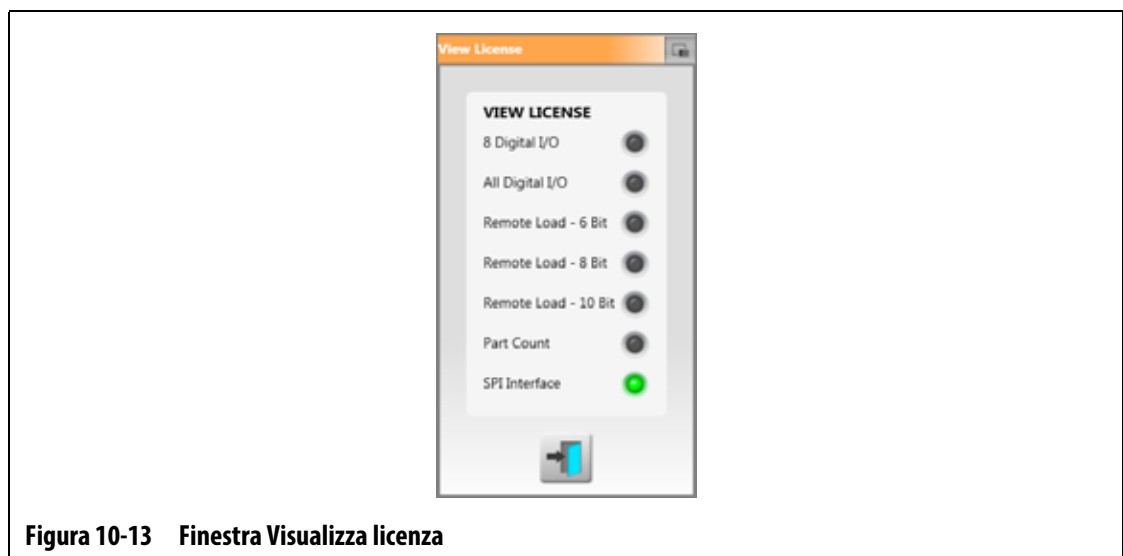 View License
VIEW LICENSE
8 Digital I/O
All Digital I/O
Remote Load - 6 Bit
Remote Load - 8 Bit
Remote Load - 10 Bit
Part Count
SPI Interface
Figura 10-13 Finestra Visualizza licenza